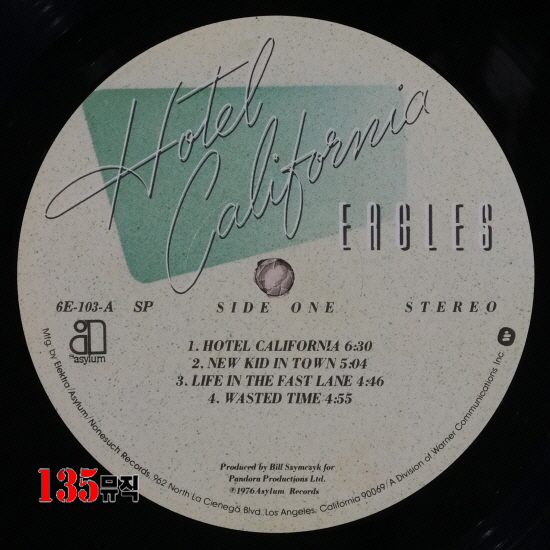 Hotel
California
EAGLES
6E-103-A SP SIDE ONE STEREO
an
asylum
1. HOTEL CALIFORNIA 6:30
2. NEW KID IN TOWN 5:04
3. LIFE IN THE FAST LANE 4:46
4. WASTED TIME 4:55
Produced by Bill Szymczyk for
Pandora Productions Ltd.
℗1976 Asylum Records
Mfg. by Elektra/Asylum/Nonesuch Records, 962 North La Cienega Blvd., Los Angeles, California 90069/A Division of Warner Communications Inc.
135뮤직